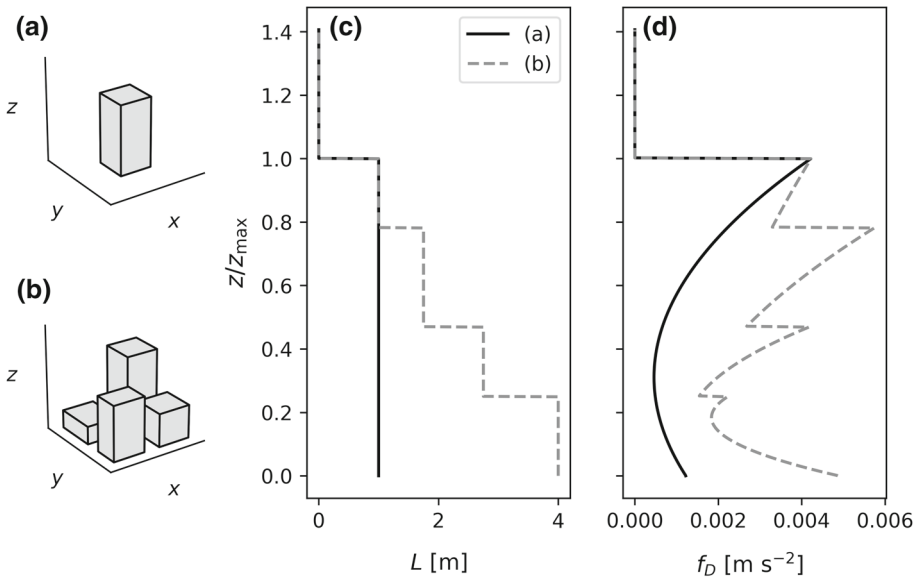 (a)
z
y
x
(b)
z
y
x
(c)
(a)
(b)
z/z_max
1.4
1.2
1.0
0.8
0.6
0.4
0.2
0.0
0
2
4
L [m]
(d)
0.000
0.002
0.004
0.006
f_D [m s⁻²]